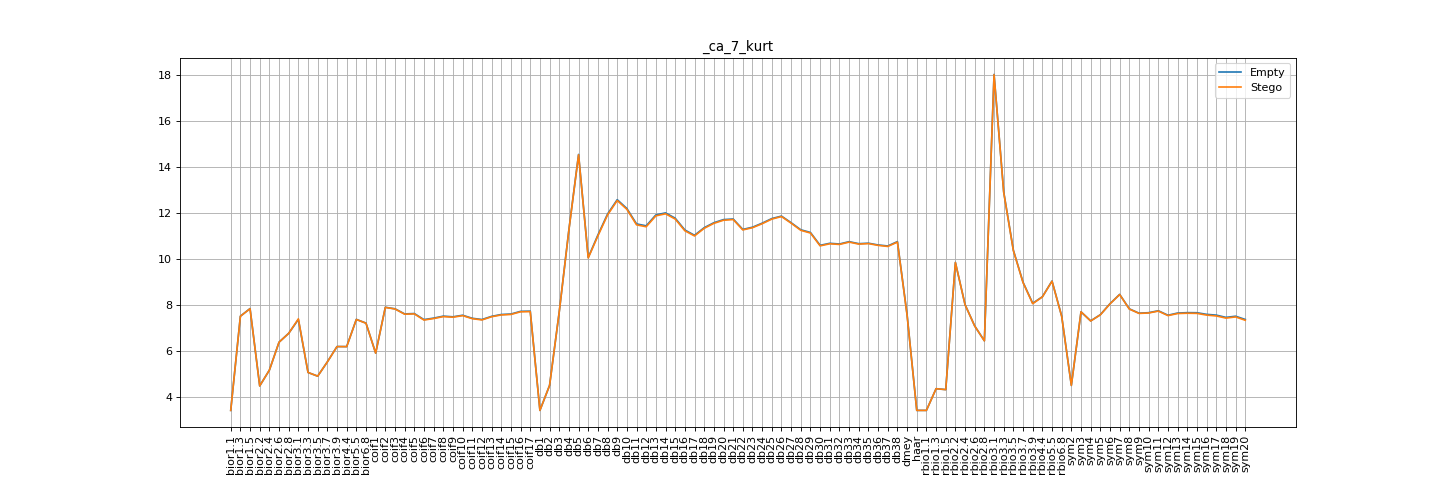 _ca_7_kurt
Empty
Stego
18
16
14
12
10
8
6
4
bior1.1
bior1.3
bior1.5
bior2.2
bior2.4
bior2.6
bior2.8
bior3.1
bior3.3
bior3.5
bior3.7
bior3.9
bior4.4
bior5.5
bior6.8
coif1
coif2
coif3
coif4
coif5
coif6
coif7
coif8
coif9
coif10
coif11
coif12
coif13
coif14
coif15
coif16
coif17
db1
db2
db3
db4
db5
db6
db7
db8
db9
db10
db11
db12
db13
db14
db15
db16
db17
db18
db19
db20
db21
db22
db23
db24
db25
db26
db27
db28
db29
db30
db31
db32
db33
db34
db35
db36
db37
db38
dmey
haar
rbio1.1
rbio1.3
rbio1.5
rbio2.2
rbio2.4
rbio2.6
rbio2.8
rbio3.1
rbio3.3
rbio3.5
rbio3.7
rbio3.9
rbio4.4
rbio5.5
rbio6.8
sym2
sym3
sym4
sym5
sym6
sym7
sym8
sym9
sym10
sym11
sym12
sym13
sym14
sym15
sym16
sym17
sym18
sym19
sym20